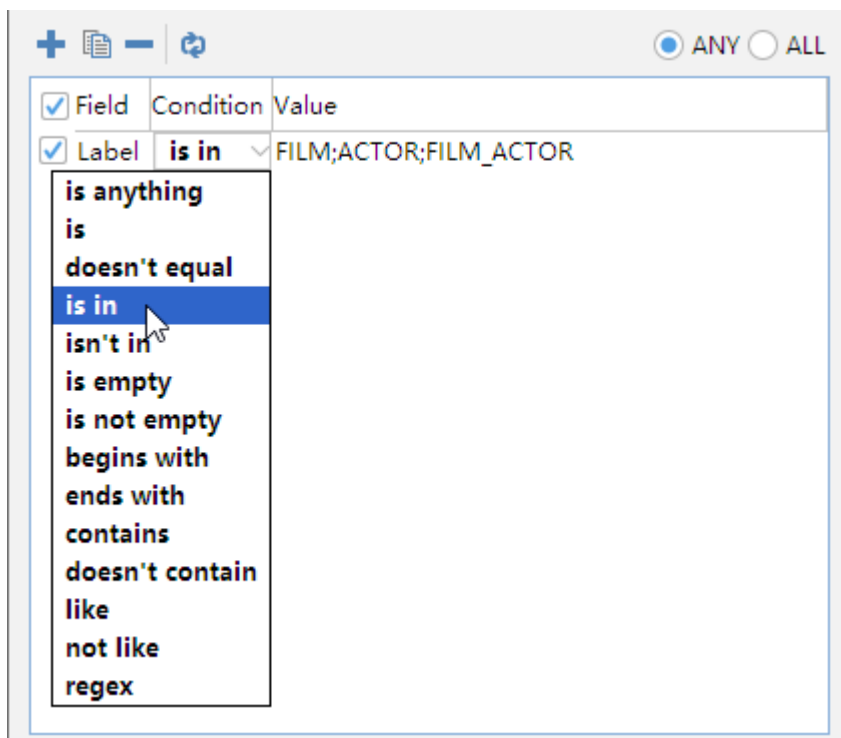 ANY ALL
Field Condition Value
Label is in FILM;ACTOR;FILM_ACTOR
is anything
is
doesn't equal
is in
isn't in
is empty
is not empty
begins with
ends with
contains
doesn't contain
like
not like
regex